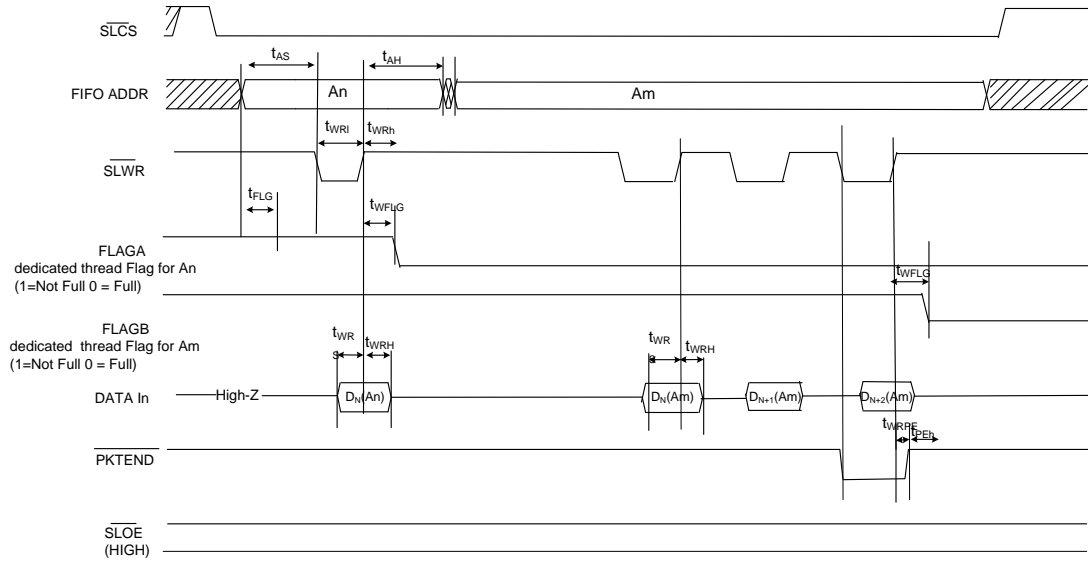 SLCS
tAS
tAH
FIFO ADDR
An
Am
tWRl
tWRh
SLWR
tFLG
tWFLG
FLAGA
dedicated thread Flag for An
(1=Not Full 0 = Full)
tWFLG
FLAGB
dedicated thread Flag for Am
(1=Not Full 0 = Full)
tWR
S
tWRH
tWR
S
tWRH
DATA In
High-Z
DN(An)
DN(Am)
DN+1(Am)
DN+2(Am)
tWRPE
tPEh
PKTEND
SLOE
(HIGH)